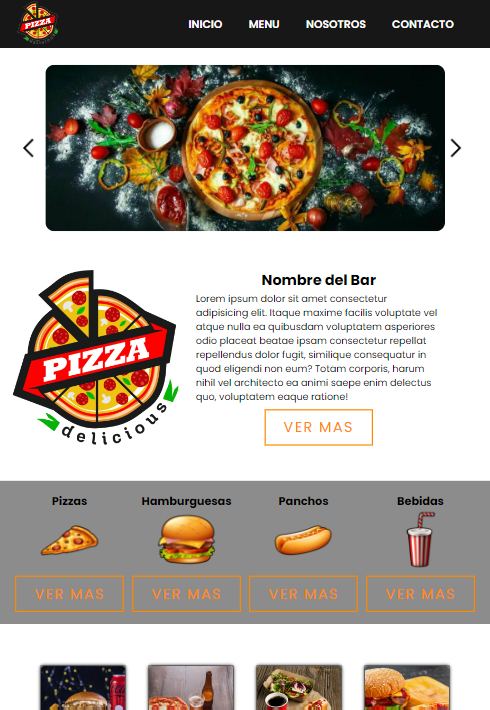 PIZZA
delicious
INICIO MENU NOSOTROS CONTACTO
Nombre del Bar
Lorem ipsum dolor sit amet consectetur
adipisicing elit. Itaque maxime facilis voluptate vel
atque nulla ea quibusdam voluptatem asperiores
odio placeat beatae ipsam consectetur repellat
repellendus dolor fugit, similique consequatur in
quod eligendi non eum? Totam corporis, harum
nihil vel architecto ea animi saepe enim delectus
quo, voluptatem eaque ratione!
VER MAS
PIZZA
delicious
Pizzas Hamburguesas Panchos Bebidas
VER MAS VER MAS VER MAS VER MAS